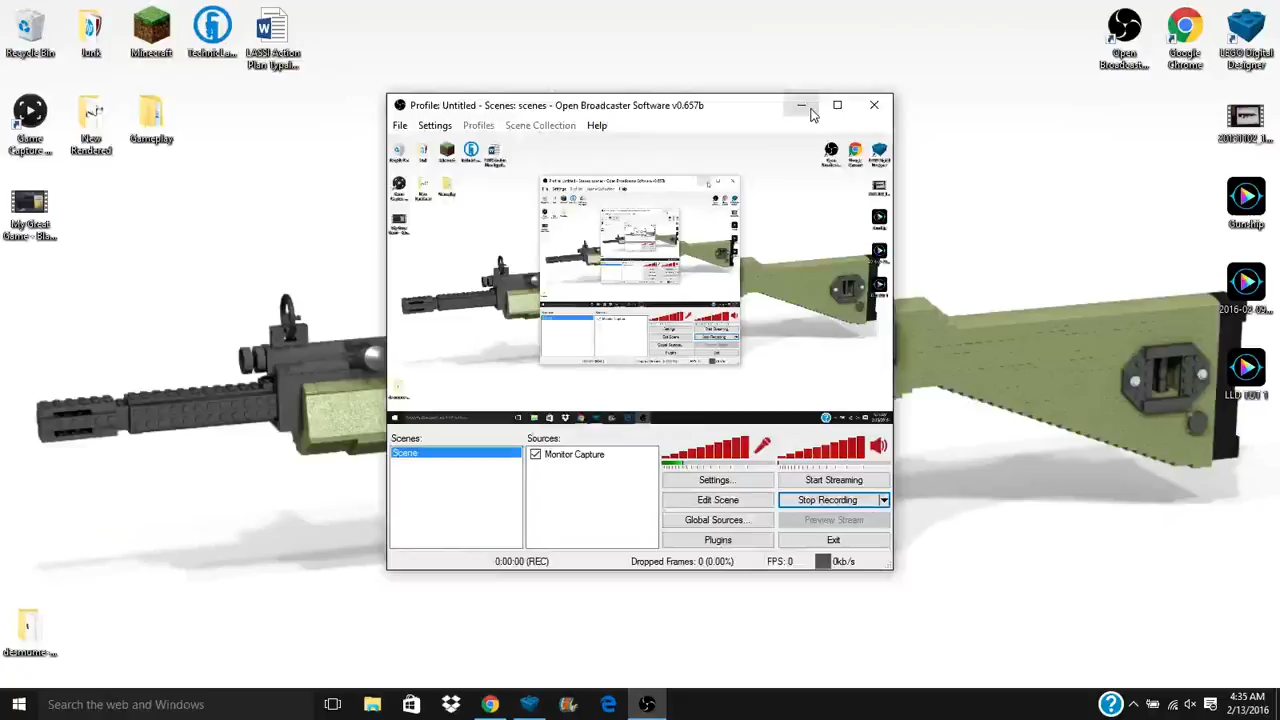 Recycle Bin
Junk
Minecraft
TechnicLa...
LASSI Action
Plan Typal...
Open
Broadcast...
Google
Chrome
LEGO Digital
Designer
Game
Capture ...
New
Rendered
Gameplay
My Great
Game - Bla...
Gunship
LDD TUT 1
desmume-...
Profile: Untitled - Scenes: scenes - Open Broadcaster Software v0.657b
File Settings Profiles Scene Collection Help
Scenes:
Scene
Sources:
Monitor Capture
Settings...
Start Streaming
Edit Scene
Stop Recording
Global Sources...
Preview Stream
Plugins
Exit
0:00:00 (REC)
Dropped Frames: 0 (0.00%)
FPS: 0
0kb/s
Search the web and Windows
4:35 AM
2/13/2016